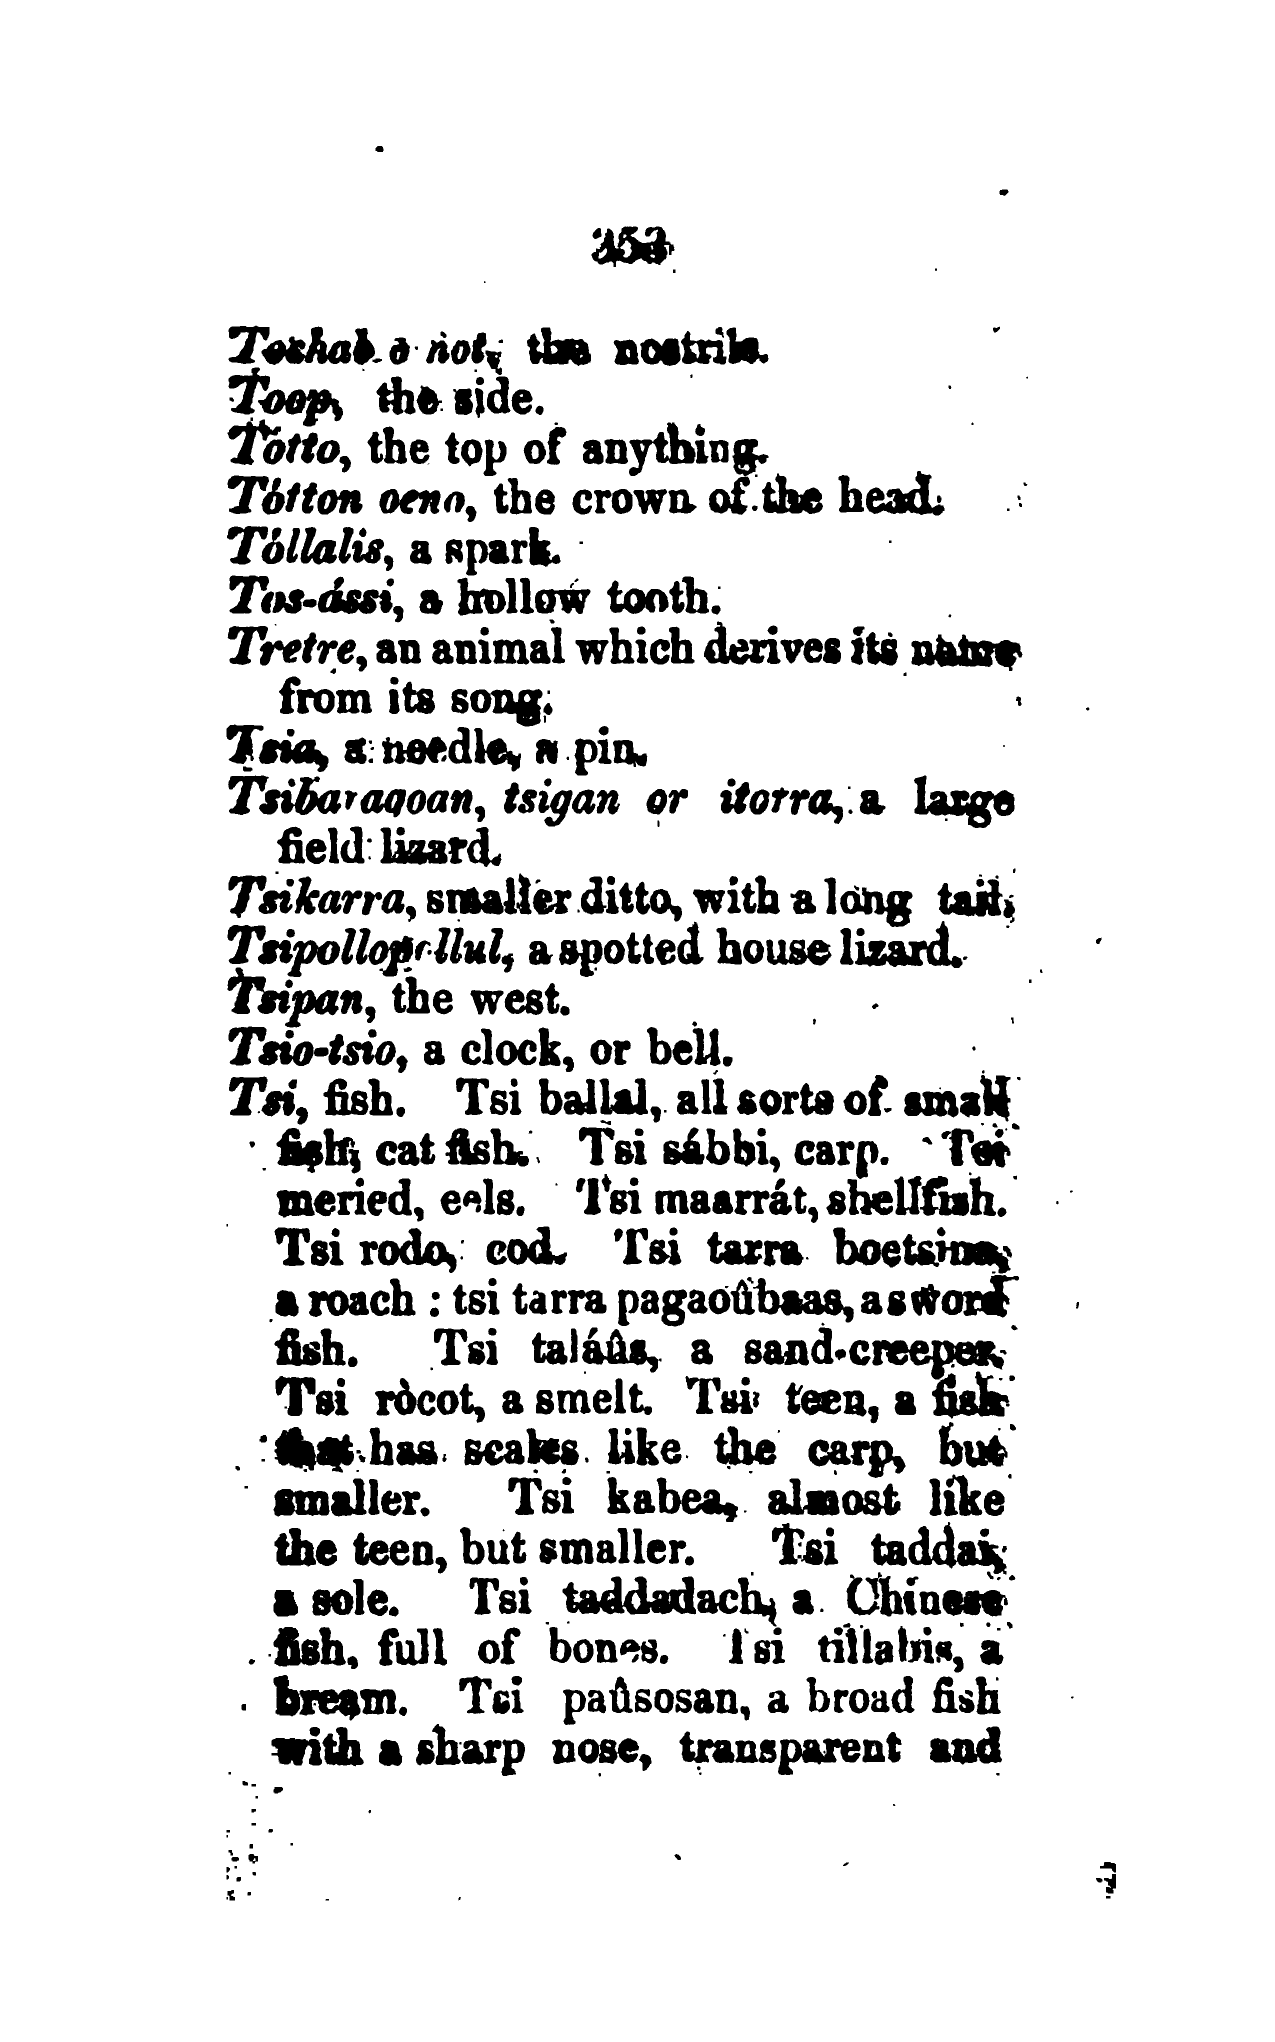 the nostrils.
Toop, the side.
Tótto, the top of anything.
Tótton oeno, the crown of the head.
Tóllalis, a spark.
Tos-ássi, a hollow tooth.
Tretre, an animal which derives its name
from its song.
Tsia, a needle, a pin.
Tsibaraqoan, tsigan or itorra, a large
field lizard.
Tsikarra, smaller ditto, with a long tail.
a spotted house lizard.
Tsipan, the west.
Tsio-tsio, a clock, or bell.
Tsi, fish. Tsi ballal, all sorts of small
fish, cat fish. Tsi sábbi, carp. Tsi
meried, eels. Tsi maarrát, shellfish.
Tsi rodo, cod. Tsi tarra boetsina,
a roach : tsi tarra pagaoûbaas, a sword
fish. Tsi taláûs, a sand-creeper.
Tsi ròcot, a smelt. Tsi teen, a fish
that has scales like the carp, but
smaller. Tsi kabea, almost like
the teen, but smaller. Tsi taddai,
a sole. Tsi taddadach, a Chinese
fish, full of bones. Tsi tillabis, a
bream. Tsi paûsosan, a broad fish
with a sharp nose, transparent and